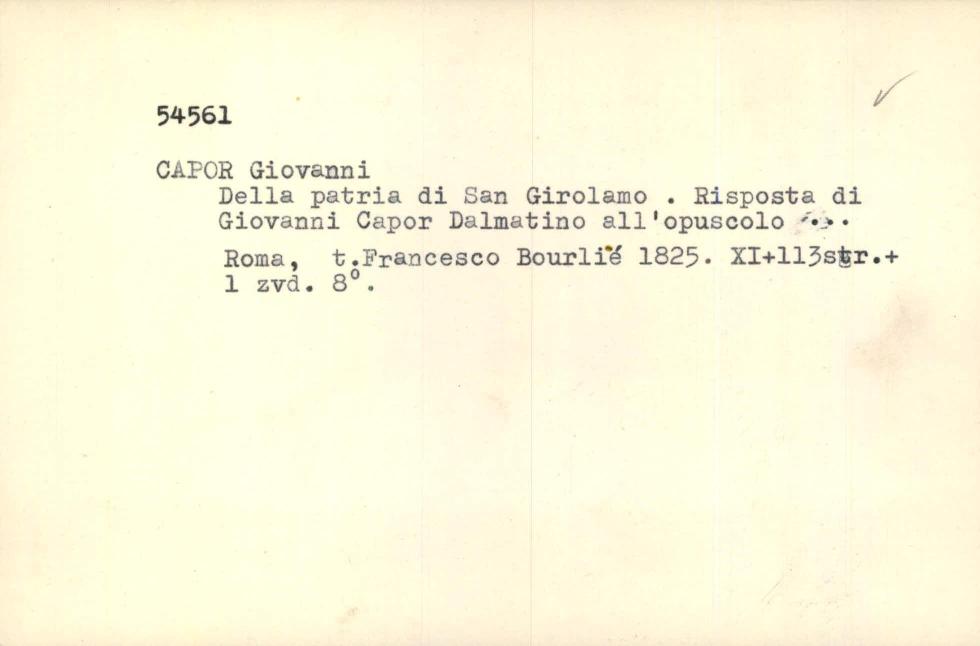 54561
CAPOR Giovanni
Della patria di San Girolamo . Risposta di
Giovanni Capor Dalmatino all'opuscolo ....
Roma, t.Francesco Bourlié 1825. XI+113str.+
1 zvd. 8°.